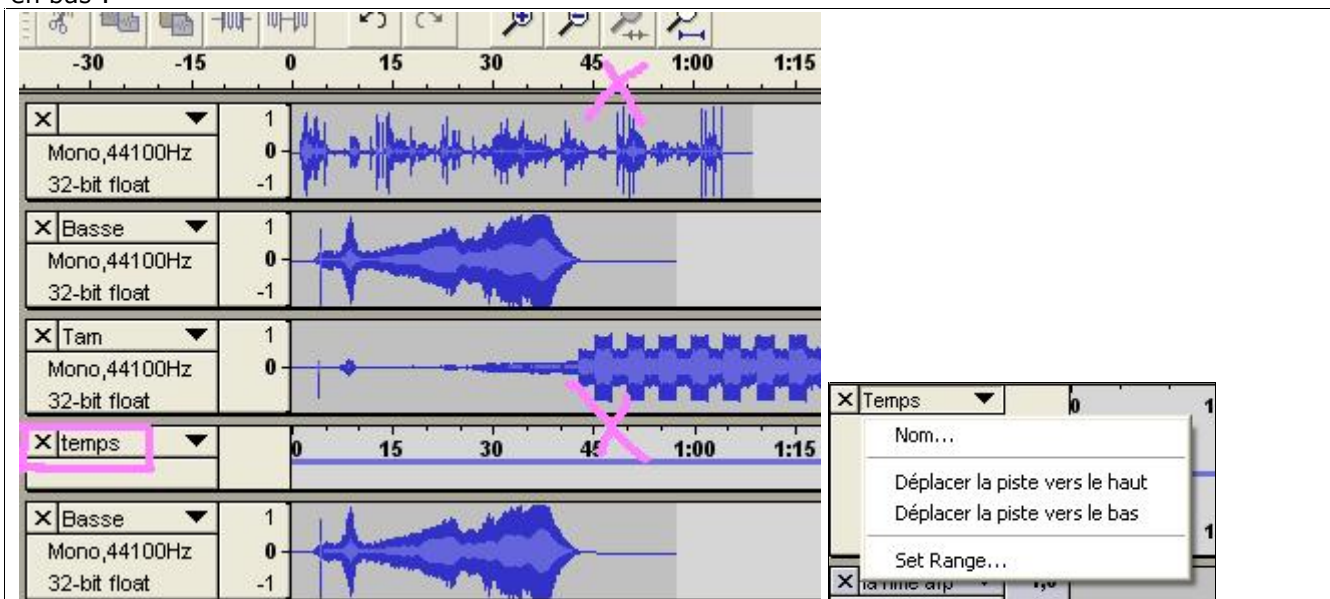 en bas :
-30 -15 0 15 30 45 1:00 1:15
X
Mono,44100Hz
32-bit float
1
0
-1
X Basse
Mono,44100Hz
32-bit float
1
0
-1
X Tam
Mono,44100Hz
32-bit float
1
0
X temps
0 15 30 45 1:00 1:15
X Basse
Mono,44100Hz
32-bit float
1
0
-1
X Temps
0 1
Nom...
Déplacer la piste vers le haut
Déplacer la piste vers le bas
1
Set Range...
X